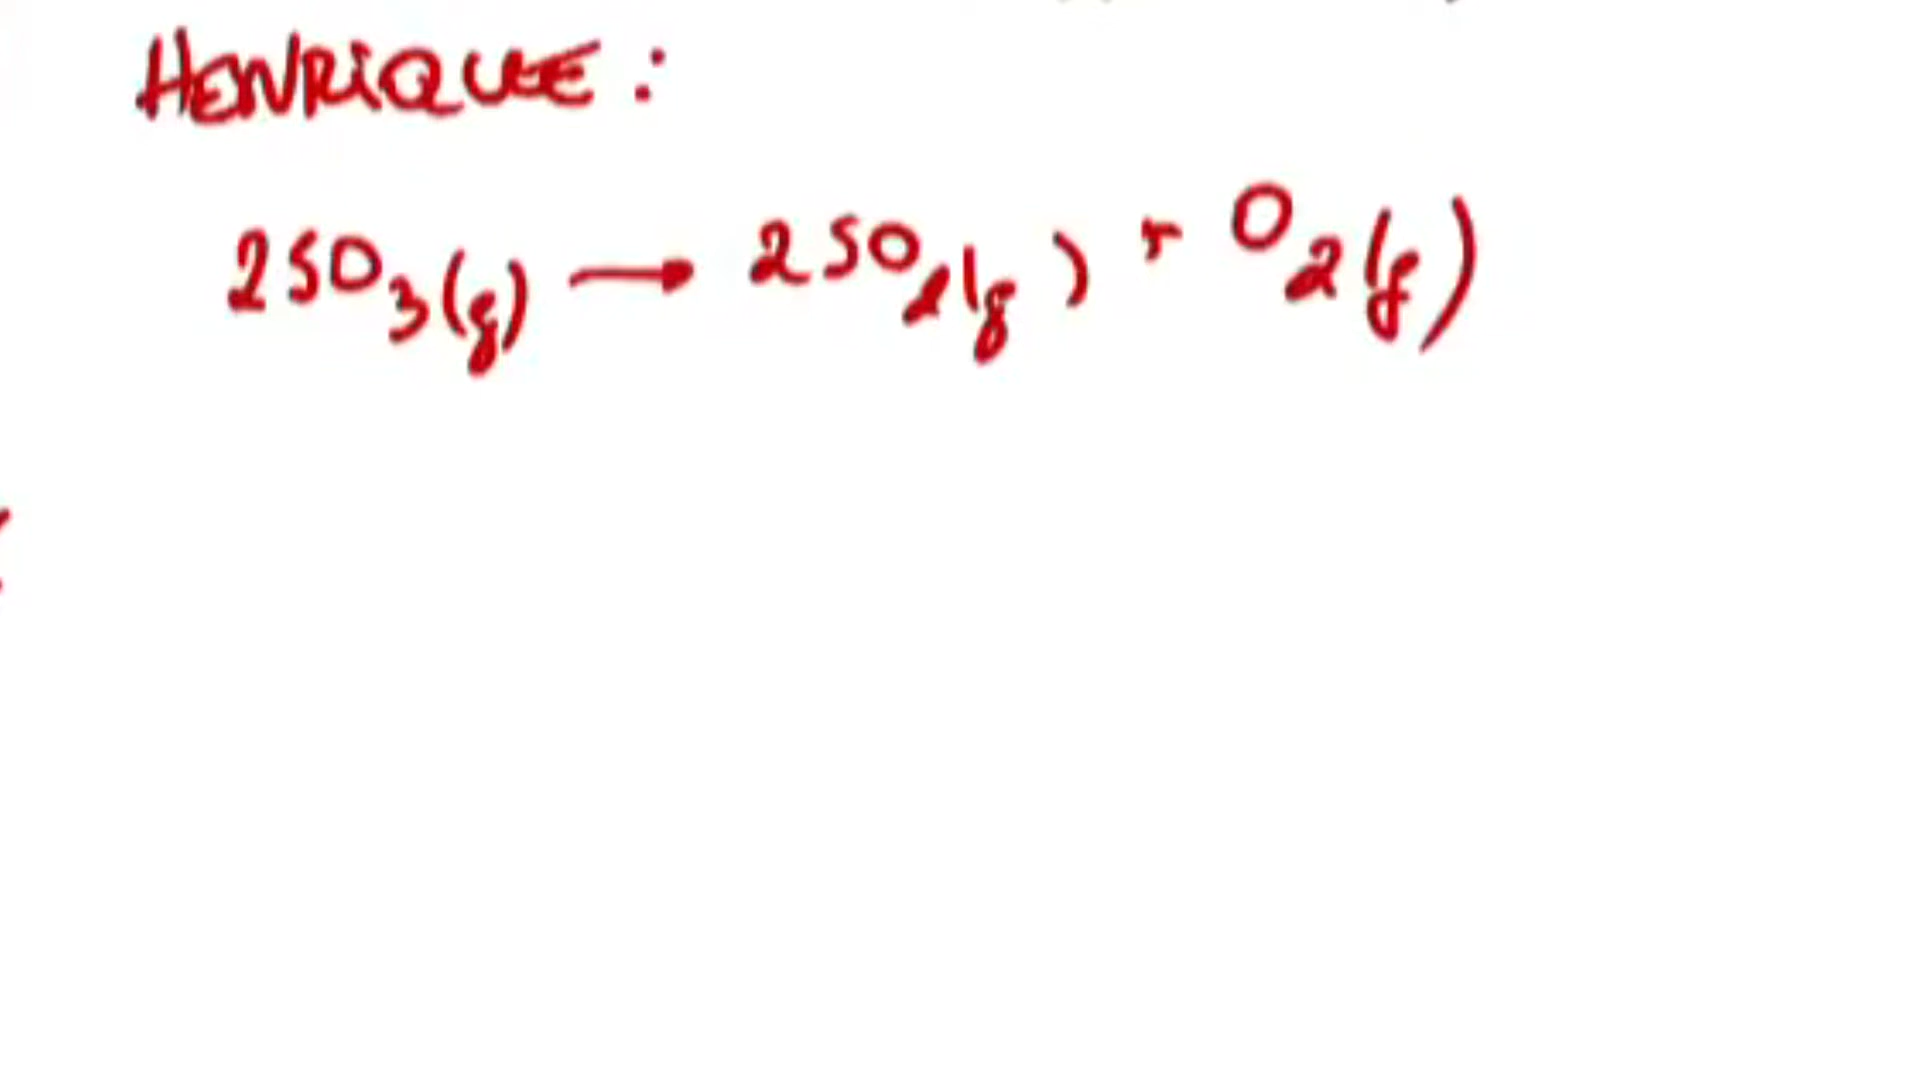 HENRIQUE:
2SO₃(g) → 2SO₂(g) + O₂(g)